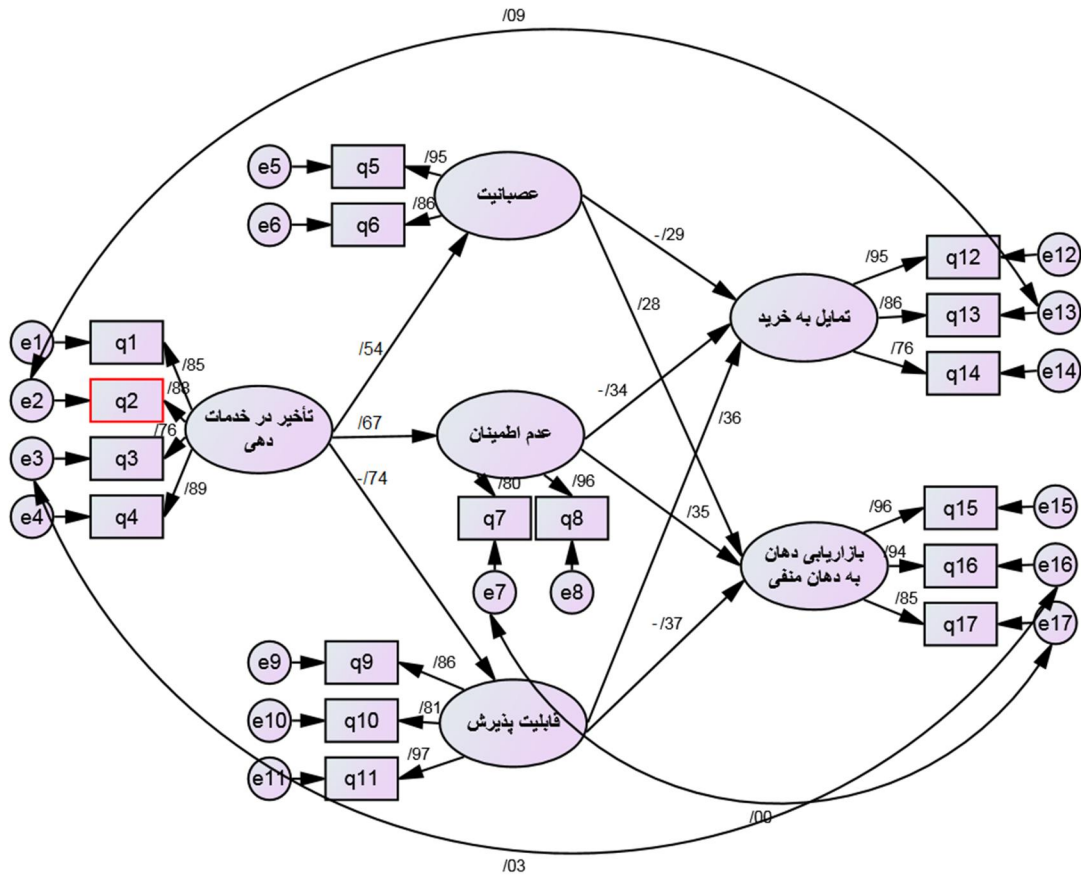 /09
e5
q5
/95
عصبانیت
e6
q6
/86
-/29
/28
/54
e12
q12
/95
e13
q13
/86
تمایل به خرید
e14
q14
/76
e1
q1
/85
e2
q2
/88
e3
q3
/76
e4
q4
/89
تأخیر در خدمات
دهی
/67
-/74
عدم اطمینان
-/34
/36
/35
/80
/96
q7
q8
e7
e8
e15
q15
/96
e16
q16
/94
e17
q17
/85
بازاریابی دهان
به دهان منفی
-/37
e9
q9
/86
e10
q10
/81
e11
q11
/97
قابلیت پذیرش
/00
/03